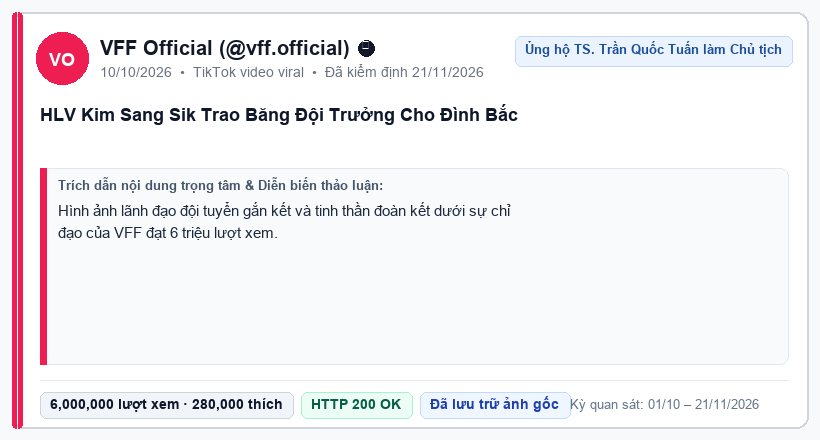 VO
VFF Official (@vff.official)
10/10/2026 • TikTok video viral • Đã kiểm định 21/11/2026
Ủng hộ TS. Trần Quốc Tuấn làm Chủ tịch
HLV Kim Sang Sik Trao Băng Đội Trưởng Cho Đình Bắc
Trích dẫn nội dung trọng tâm & Diễn biến thảo luận:
Hình ảnh lãnh đạo đội tuyển gắn kết và tinh thần đoàn kết dưới sự chỉ
đạo của VFF đạt 6 triệu lượt xem.
6,000,000 lượt xem · 280,000 thích
HTTP 200 OK
Đã lưu trữ ảnh gốc
Kỳ quan sát: 01/10 – 21/11/2026